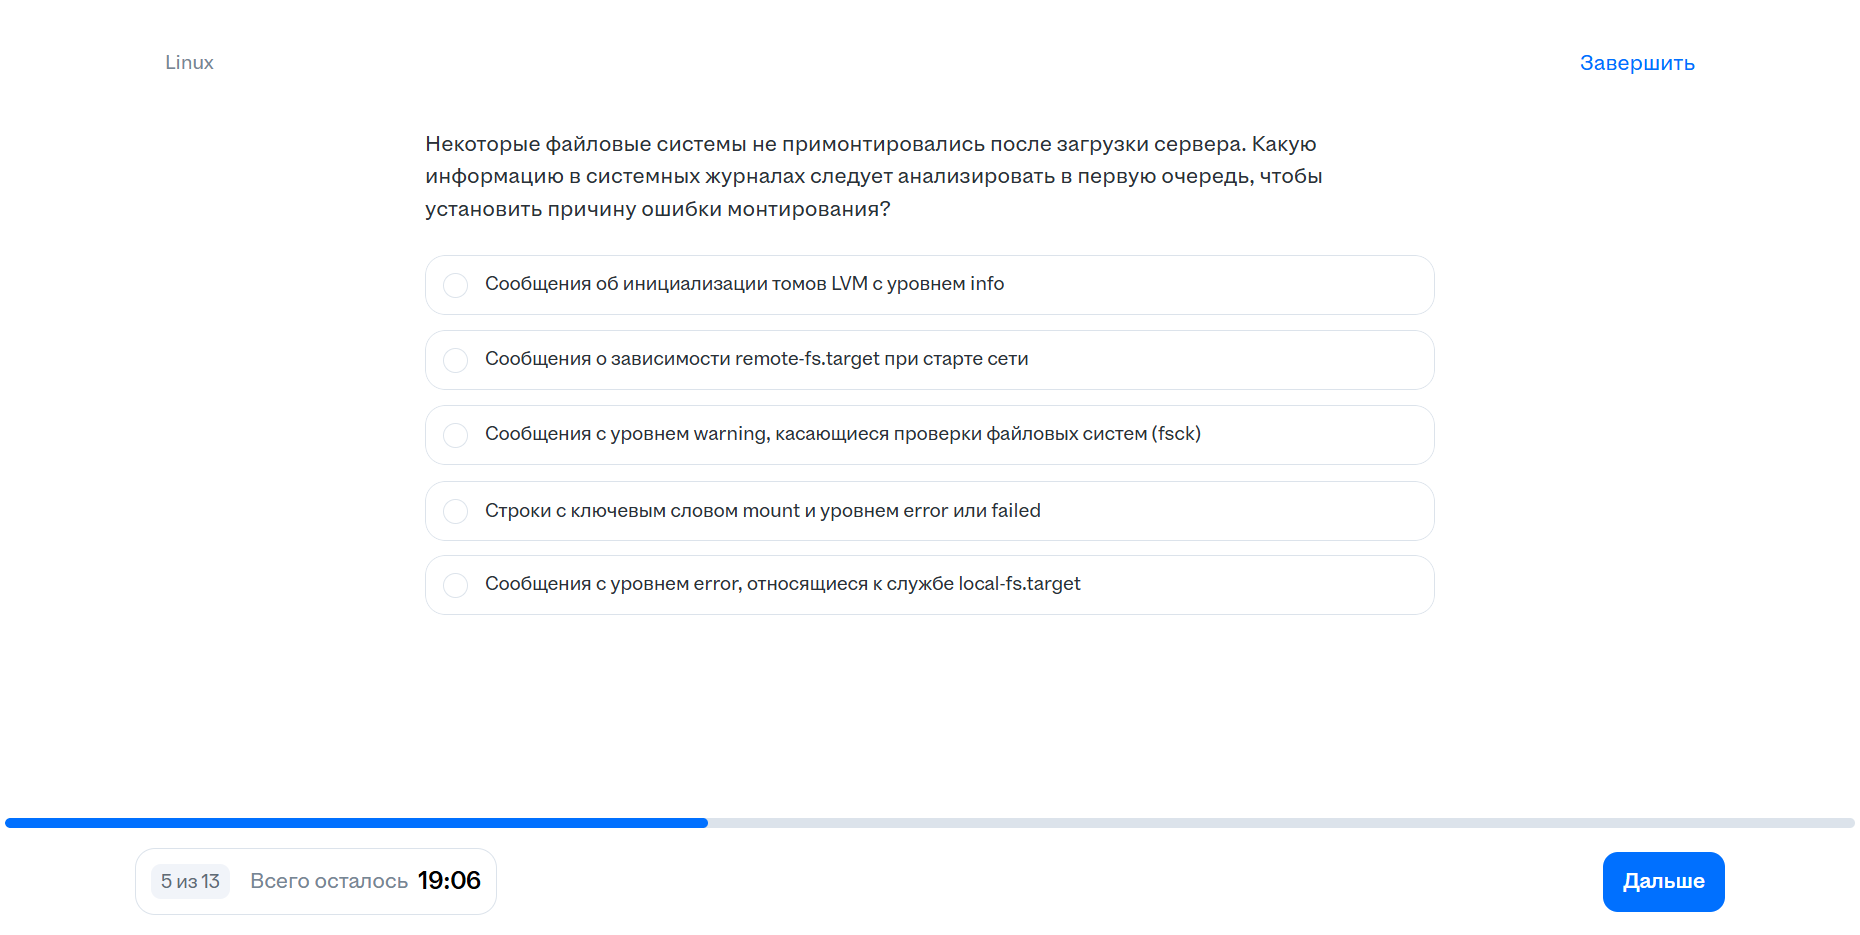 Linux
Завершить
Некоторые файловые системы не примонтировались после загрузки сервера. Какую
информацию в системных журналах следует анализировать в первую очередь, чтобы
установить причину ошибки монтирования?
Сообщения об инициализации томов LVM с уровнем info
Сообщения о зависимости remote-fs.target при старте сети
Сообщения с уровнем warning, касающиеся проверки файловых систем (fsck)
Строки с ключевым словом mount и уровнем error или failed
Сообщения с уровнем error, относящиеся к службе local-fs.target
5 из 13
Всего осталось 19:06
Дальше